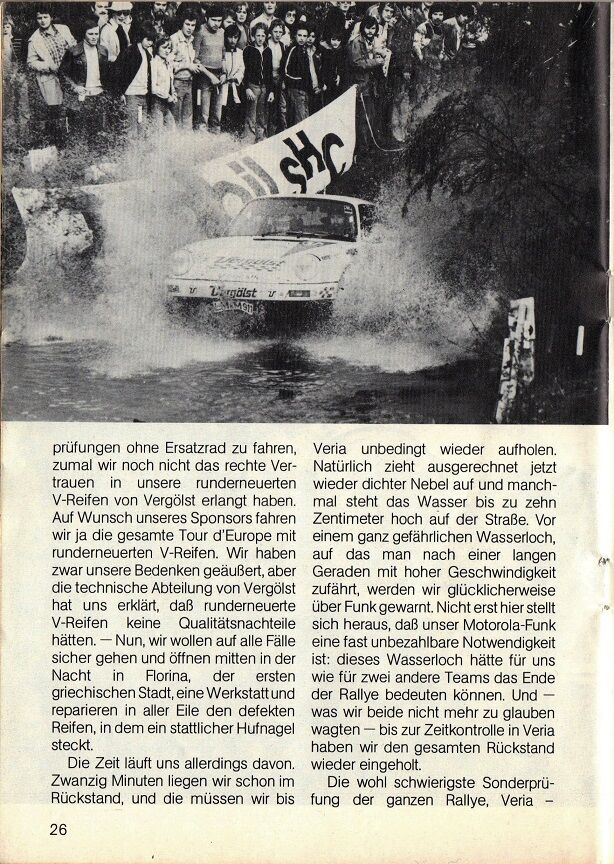 oil SHC
Vergölst
Vergölst
prüfungen ohne Ersatzrad zu fahren,
zumal wir noch nicht das rechte Ver-
trauen in unsere runderneuerten
V-Reifen von Vergölst erlangt haben.
Auf Wunsch unseres Sponsors fahren
wir ja die gesamte Tour d'Europe mit
runderneuerten V-Reifen. Wir haben
zwar unsere Bedenken geäußert, aber
die technische Abteilung von Vergölst
hat uns erklärt, daß runderneuerte
V-Reifen keine Qualitätsnachteile
hätten. — Nun, wir wollen auf alle Fälle
sicher gehen und öffnen mitten in der
Nacht in Florina, der ersten
griechischen Stadt, eine Werkstatt und
reparieren in aller Eile den defekten
Reifen, in dem ein stattlicher Hufnagel
steckt.
Die Zeit läuft uns allerdings davon.
Zwanzig Minuten liegen wir schon im
Rückstand, und die müssen wir bis
Veria unbedingt wieder aufholen.
Natürlich zieht ausgerechnet jetzt
wieder dichter Nebel auf und manch-
mal steht das Wasser bis zu zehn
Zentimeter hoch auf der Straße. Vor
einem ganz gefährlichen Wasserloch,
auf das man nach einer langen
Geraden mit hoher Geschwindigkeit
zufährt, werden wir glücklicherweise
über Funk gewarnt. Nicht erst hier stellt
sich heraus, daß unser Motorola-Funk
eine fast unbezahlbare Notwendigkeit
ist: dieses Wasserloch hätte für uns
wie für zwei andere Teams das Ende
der Rallye bedeuten können. Und —
was wir beide nicht mehr zu glauben
wagten — bis zur Zeitkontrolle in Veria
haben wir den gesamten Rückstand
wieder eingeholt.
Die wohl schwierigste Sonderprü-
fung der ganzen Rallye, Veria –
26